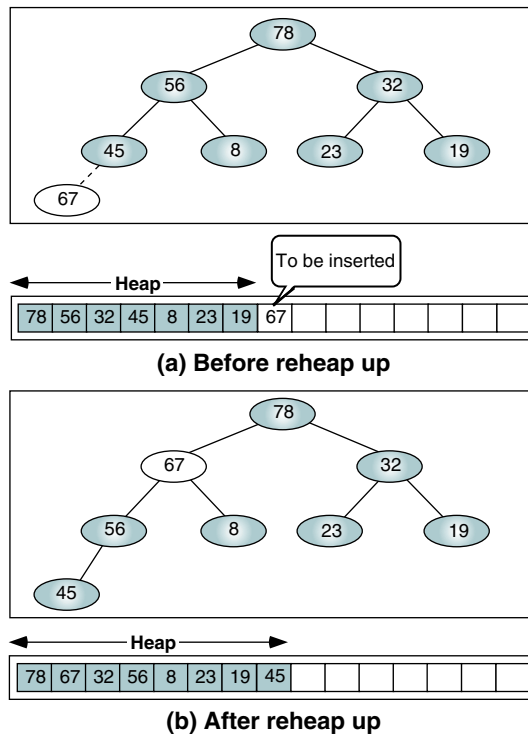 78
56 32
45 8 23 19
67
To be inserted
Heap
78 56 32 45 8 23 19 67
(a) Before reheap up
78
67 32
56 8 23 19
45
Heap
78 67 32 56 8 23 19 45
(b) After reheap up